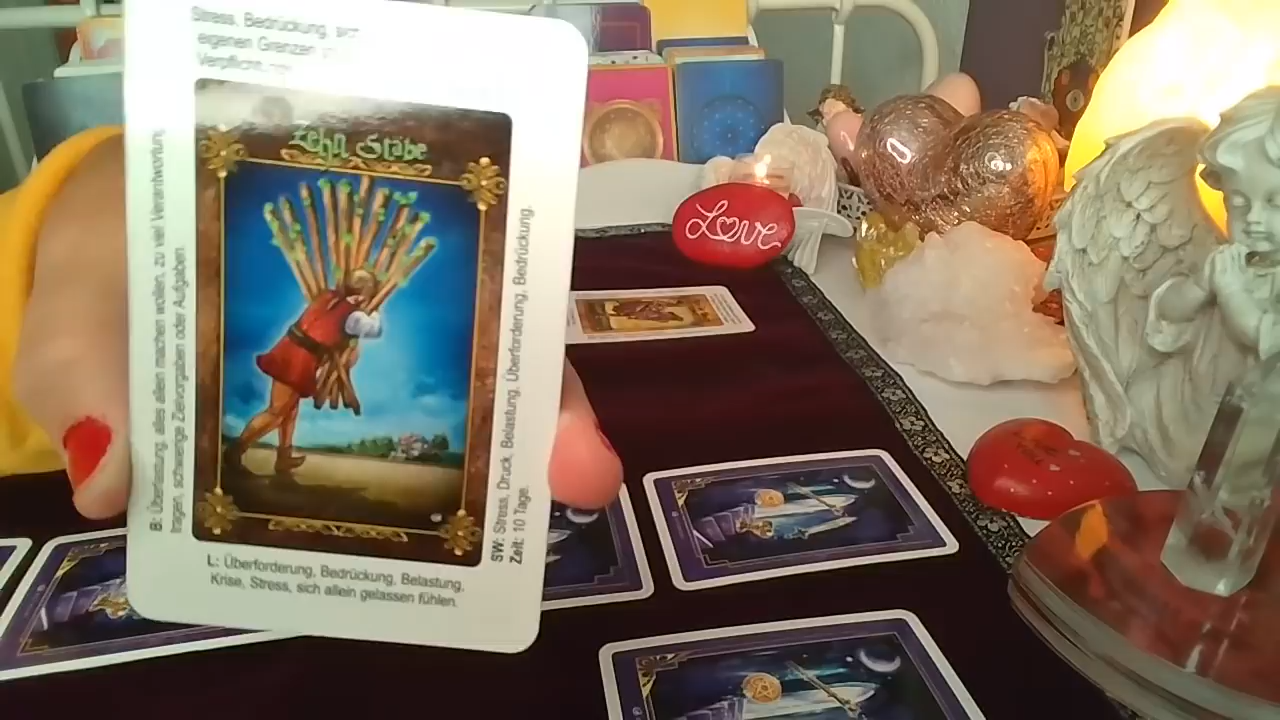 Stress, Bedrückung,
eigenen Grenzen
Zehn Stäbe
B: Überlastung, alles allein machen wollen, zu viel Verantwortung
tragen, schwierige Zielvorgaben oder Aufgaben.
SW: Stress, Druck, Belastung, Überforderung, Bedrückung.
Zeit: 10 Tage.
L: Überforderung, Bedrückung, Belastung,
Krise, Stress, sich allein gelassen fühlen.
Love